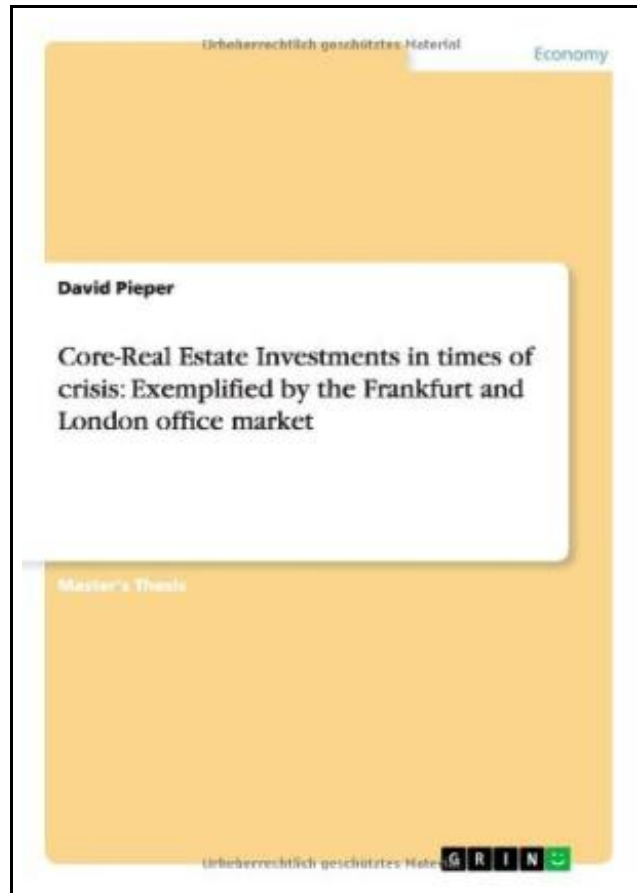 Urheberrechtlich geschütztes Material
Economy
David Pieper
Core-Real Estate Investments in times of
crisis: Exemplified by the Frankfurt and
London office market
Master's Thesis
Urheberrechtlich geschütztes
GRIN